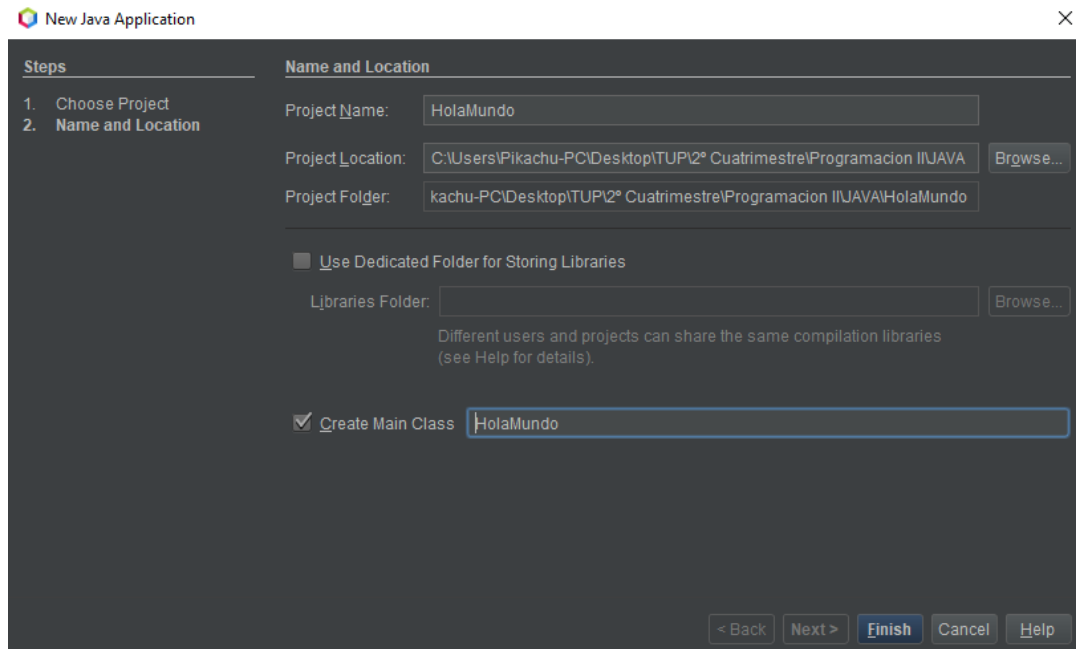 New Java Application
Steps
1. Choose Project
2. Name and Location
Name and Location
Project Name: HolaMundo
Project Location: C:\Users\Pikachu-PC\Desktop\TUP\2º Cuatrimestre\Programacion II\JAVA Browse...
Project Folder: kachu-PC\Desktop\TUP\2º Cuatrimestre\Programacion II\JAVA\HolaMundo
Use Dedicated Folder for Storing Libraries
Libraries Folder: Browse...
Different users and projects can share the same compilation libraries
(see Help for details).
Create Main Class HolaMundo
< Back Next > Finish Cancel Help